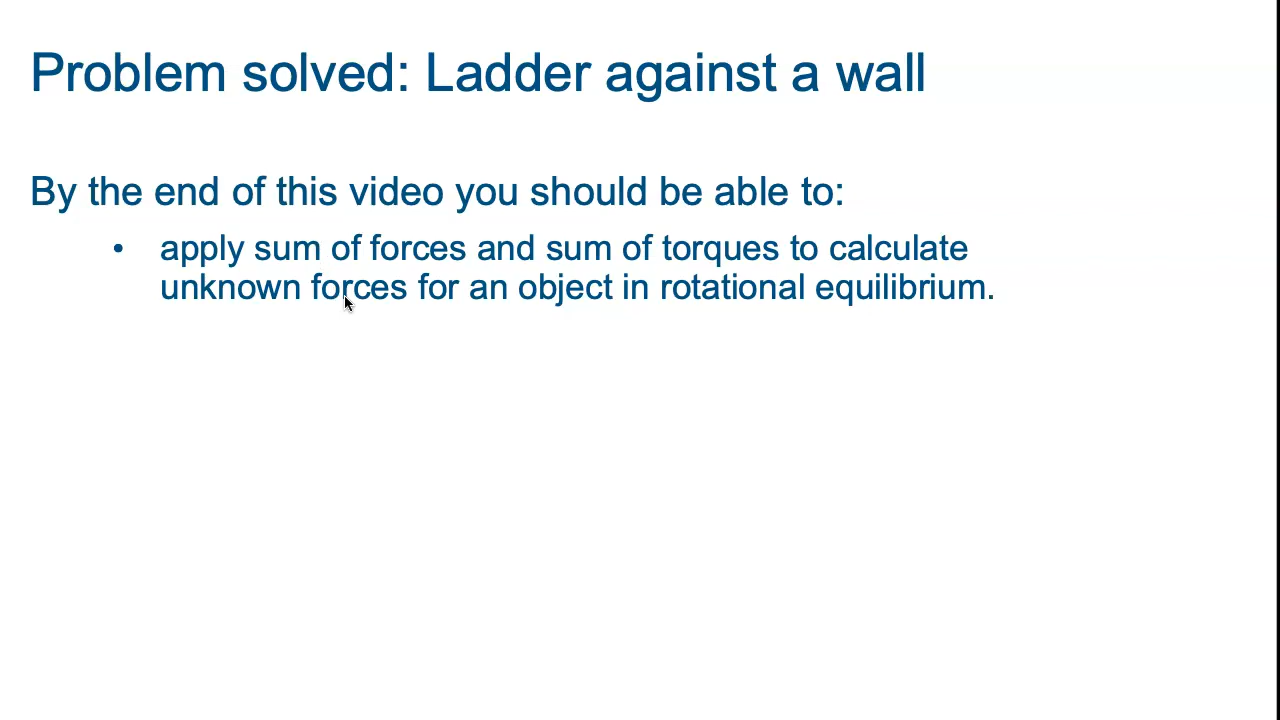 Problem solved: Ladder against a wall
By the end of this video you should be able to:
• apply sum of forces and sum of torques to calculate
unknown forces for an object in rotational equilibrium.